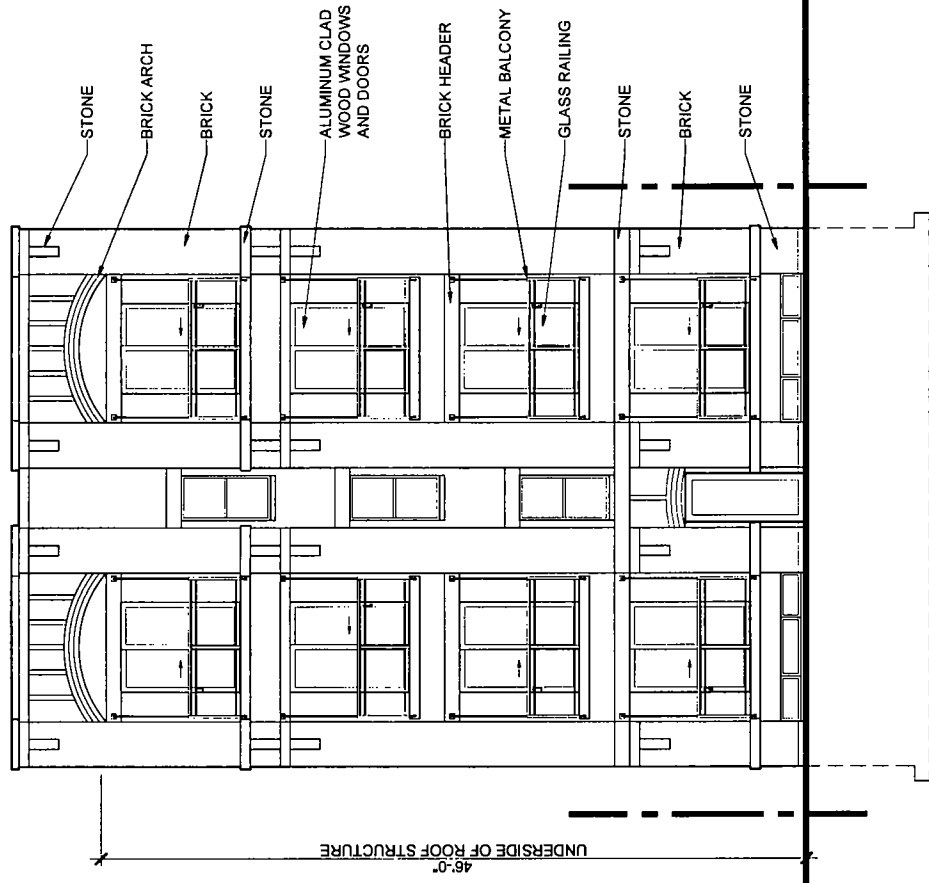 STONE
BRICK ARCH
BRICK
STONE
ALUMINUM CLAD
WOOD WINDOWS
AND DOORS
BRICK HEADER
METAL BALCONY
GLASS RAILING
STONE
BRICK
STONE
46'-0"
UNDERSIDE OF ROOF STRUCTURE